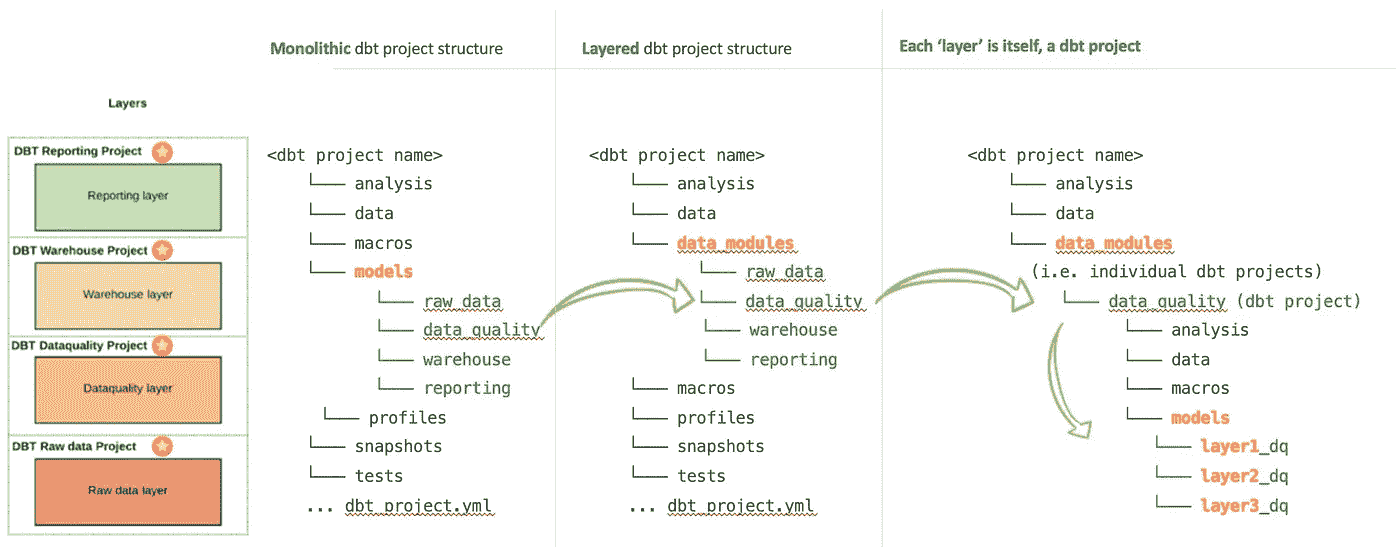 Monolithic dbt project structure
Layered dbt project structure
Each ‘layer’ is itself, a dbt project
Layers
DBT Reporting Project
Reporting layer
DBT Warehouse Project
Warehouse layer
DBT Dataquality Project
Dataquality layer
DBT Raw data Project
Raw data layer
<dbt project name>
└── analysis
└── data
└── macros
└── models
└── raw_data
└── data_quality
└── warehouse
└── reporting
└── profiles
└── snapshots
└── tests
... dbt_project.yml
<dbt project name>
└── analysis
└── data
└── data_modules
└── raw_data
└── data_quality
└── warehouse
└── reporting
└── macros
└── profiles
└── snapshots
└── tests
... dbt_project.yml
<dbt project name>
└── analysis
└── data
└── data_modules
(i.e. individual dbt projects)
└── data_quality (dbt project)
└── analysis
└── data
└── macros
└── models
└── layer1_dq
└── layer2_dq
└── layer3_dq